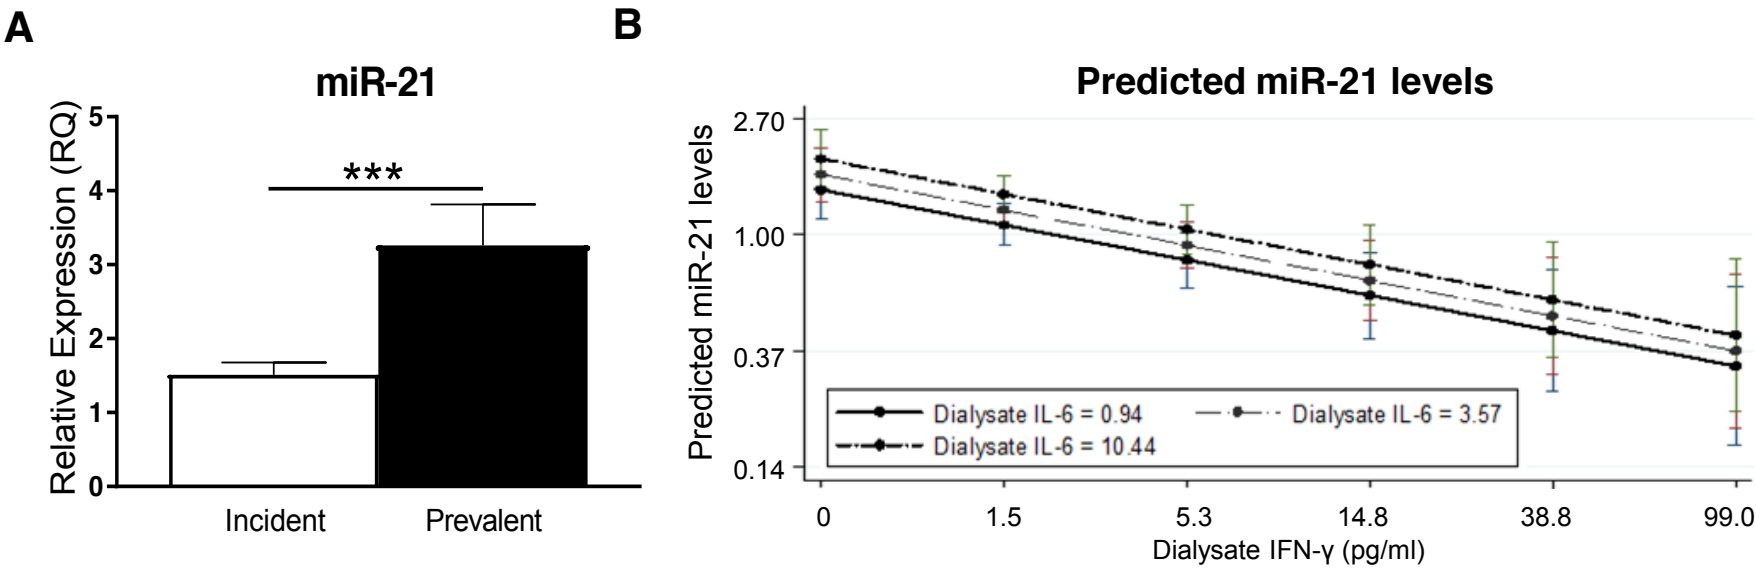 A
miR-21
Relative Expression (RQ)
5
4
3
2
1
0
***
Incident Prevalent
B
Predicted miR-21 levels
Predicted miR-21 levels
2.70
1.00
0.37
0.14
Dialysate IL-6 = 0.94 Dialysate IL-6 = 3.57
Dialysate IL-6 = 10.44
0 1.5 5.3 14.8 38.8 99.0
Dialysate IFN-γ (pg/ml)